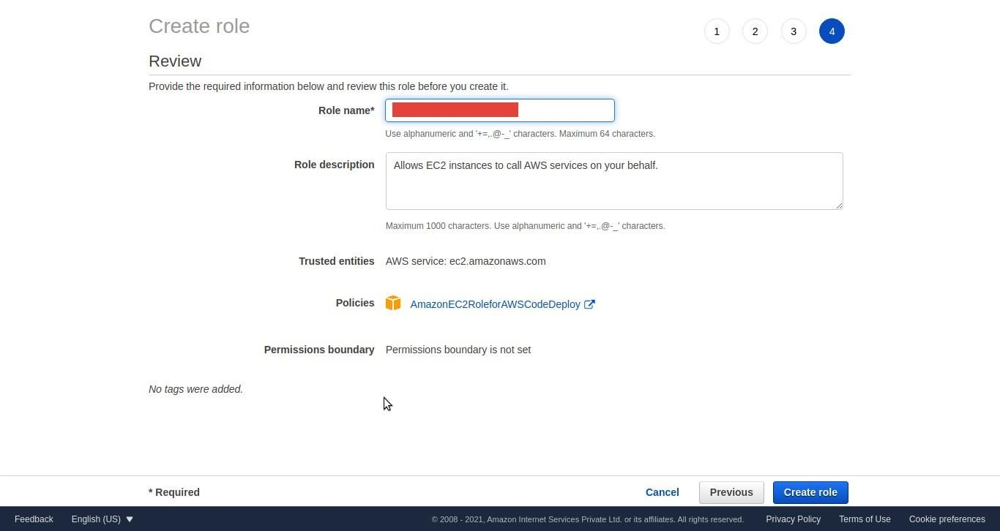 Create role
1 2 3 4
Review
Provide the required information below and review this role before you create it.
Role name*
Use alphanumeric and '+=,.@-_' characters. Maximum 64 characters.
Role description Allows EC2 instances to call AWS services on your behalf.
Maximum 1000 characters. Use alphanumeric and '+=,.@-_' characters.
Trusted entities AWS service: ec2.amazonaws.com
Policies AmazonEC2RoleforAWSCodeDeploy
Permissions boundary Permissions boundary is not set
No tags were added.
* Required Cancel Previous Create role
Feedback English (US) © 2008 - 2021, Amazon Internet Services Private Ltd. or its affiliates. All rights reserved. Privacy Policy Terms of Use Cookie preferences